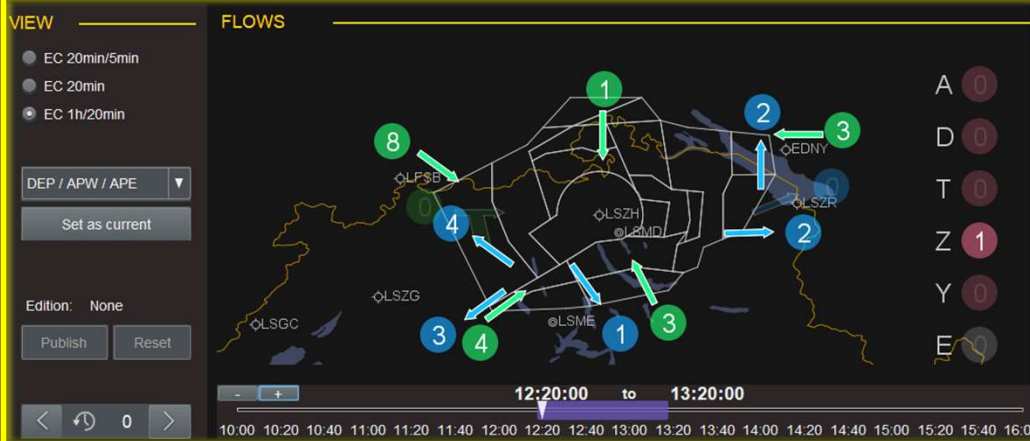 VIEW
FLOWS
EC 20min/5min
EC 20min
EC 1h/20min
DEP / APW / APE
Set as current
Edition: None
Publish Reset
0
1
8
2
3
EDNY
LFSB
0
0
LSZR
4
LSZH
LSMD
2
LSZG
LSGC
LSME
3
4
1
3
A 0
D 0
T 0
Z 1
Y 0
E 0
- +
12:20:00 to 13:20:00
10:00 10:20 10:40 11:00 11:20 11:40 12:00 12:20 12:40 13:00 13:20 13:40 14:00 14:20 14:40 15:00 15:20 15:40 16:0